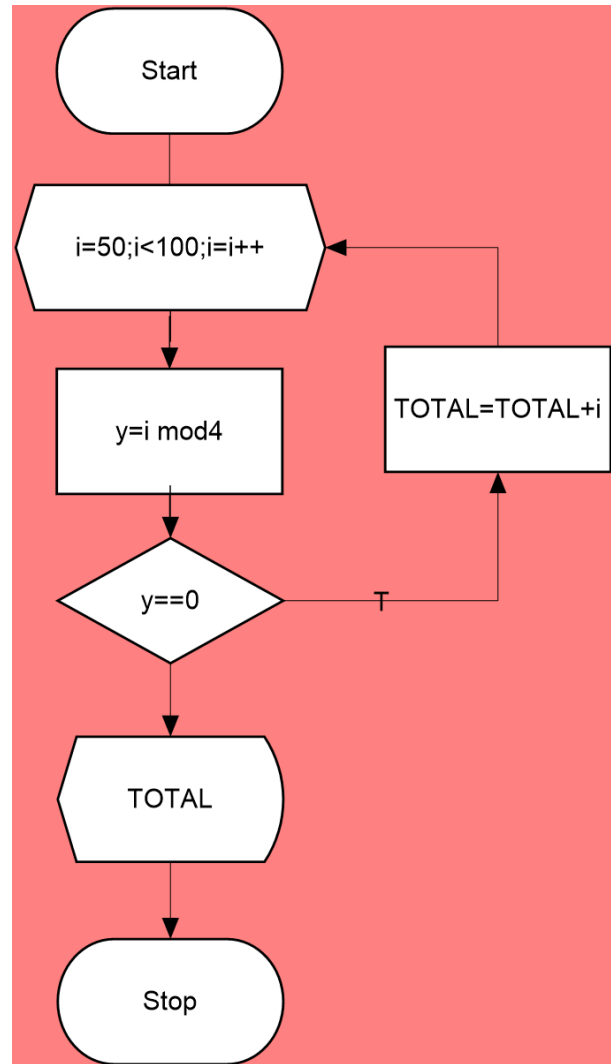 Start
i=50;i<100;i=i++
y=i mod4
TOTAL=TOTAL+i
y==0
T
TOTAL
Stop